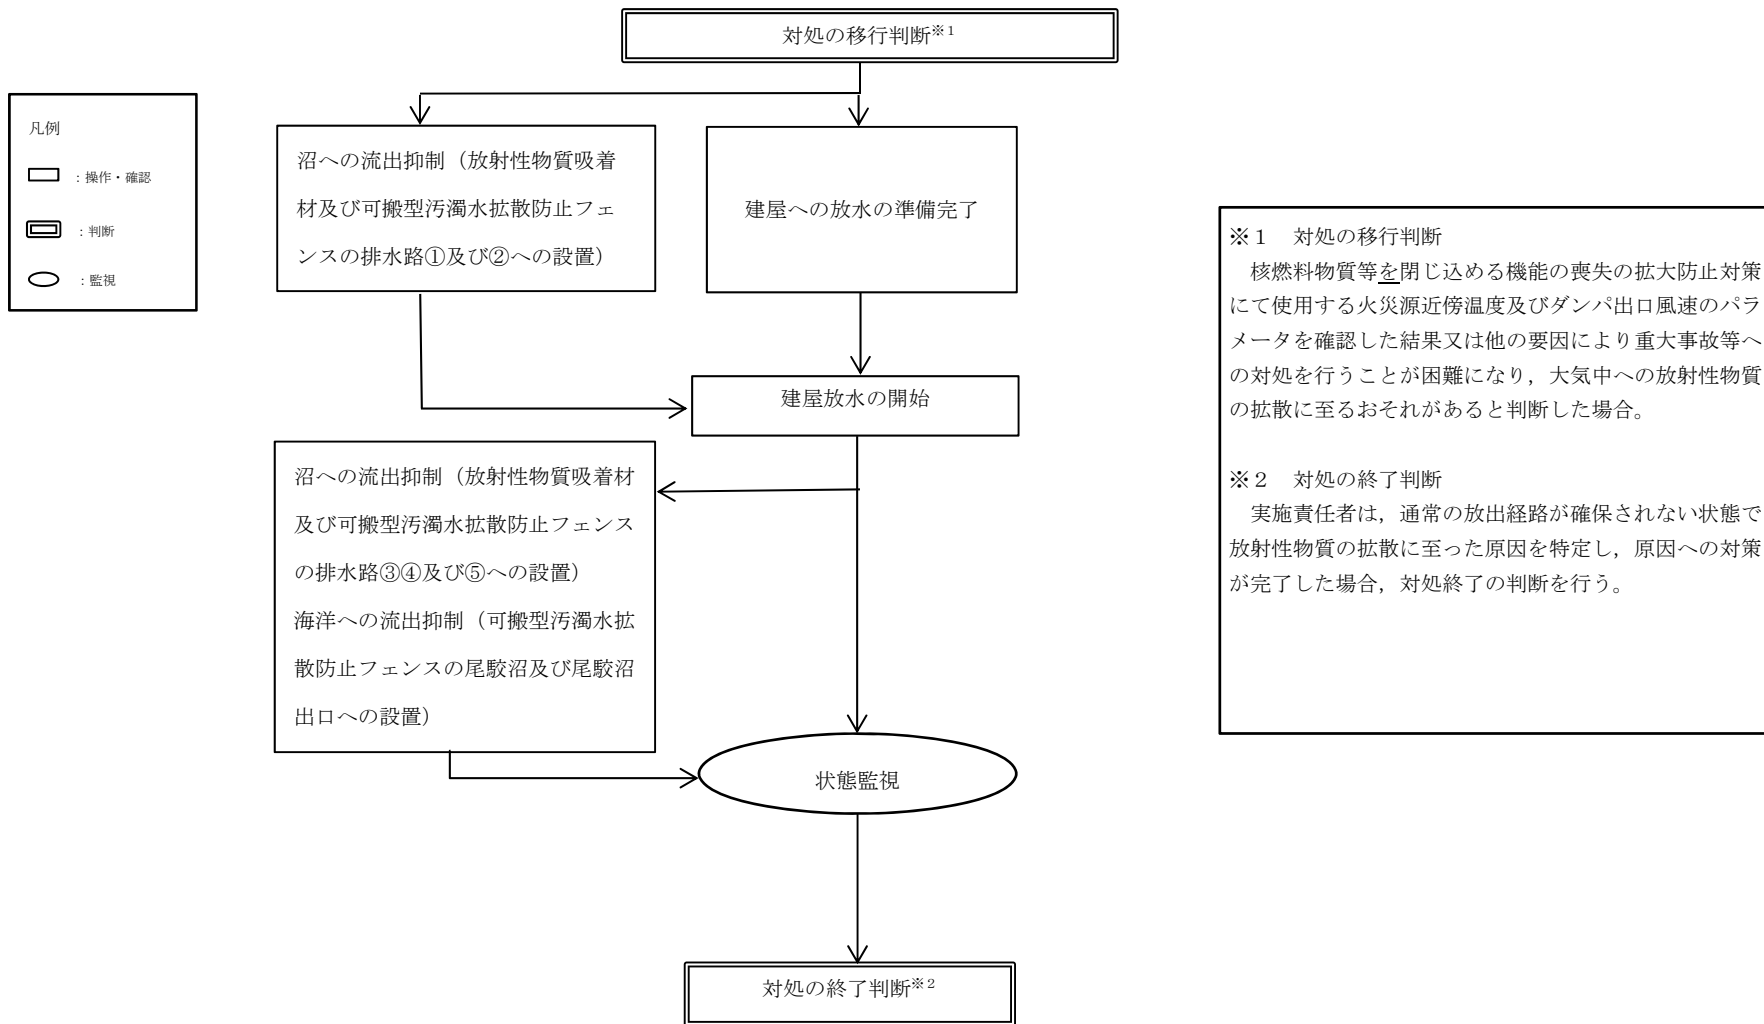 対処の移行判断※1
凡例
：操作・確認
：判断
：監視
沼への流出抑制（放射性物質吸着
材及び可搬型汚濁水拡散防止フェ
ンスの排水路①及び②への設置）
建屋への放水の準備完了
建屋放水の開始
沼への流出抑制（放射性物質吸着材
及び可搬型汚濁水拡散防止フェンス
の排水路③④及び⑤への設置）
海洋への流出抑制（可搬型汚濁水拡
散防止フェンスの尾駮沼及び尾駮沼
出口への設置）
状態監視
対処の終了判断※2
※１　対処の移行判断
　核燃料物質等を閉じ込める機能の喪失の拡大防止対策
にて使用する火災源近傍温度及びダンパ出口風速のパラ
メータを確認した結果又は他の要因により重大事故等へ
の対処を行うことが困難になり，大気中への放射性物質
の拡散に至るおそれがあると判断した場合。
※２　対処の終了判断
　実施責任者は，通常の放出経路が確保されない状態で
放射性物質の拡散に至った原因を特定し，原因への対策
が完了した場合，対処終了の判断を行う。